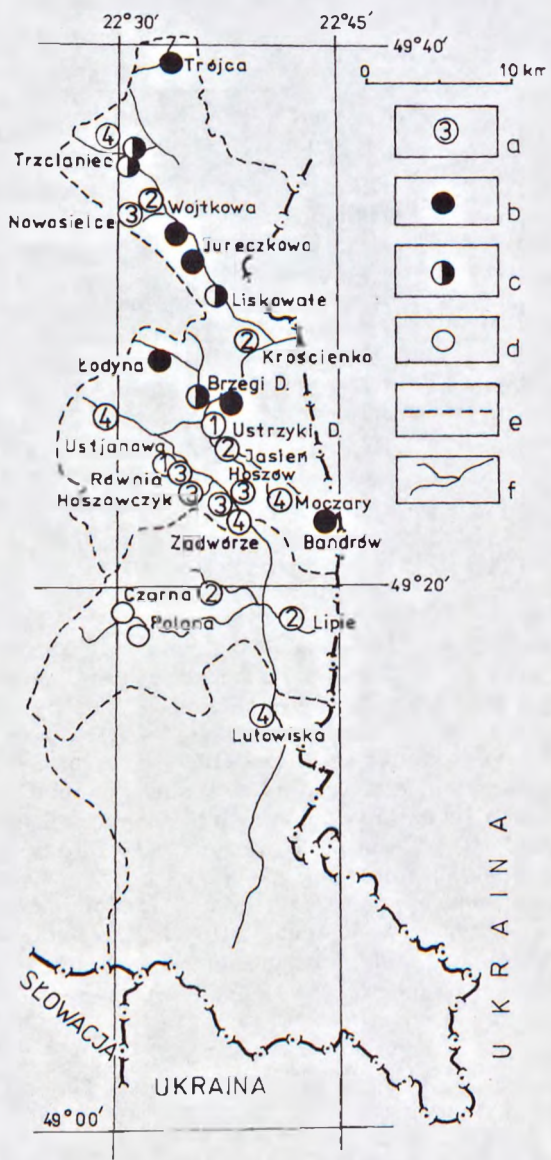 22°30′ 22°45′
49°40′
0 10 km
Trójca
4
Trzcianiec
2
Wojtkowa
3
Nowosielce
Jureczkowa
Liskowate
2
Krościenko
Łodyna
Brzegi D.
4
1
Ustrzyki D.
Ustjanowa
2
Jasień
1
3
Hoszów
Równia
3
3
4
Moczary
Hoszowczyk
3
4
Zadwórze
Bandrów
49°20′
Czarna
2
2
Lipie
Polana
4
Lutowiska
3 a
b
c
d
e
f
SŁOWACJA
UKRAINA
UKRAINA
49°00′